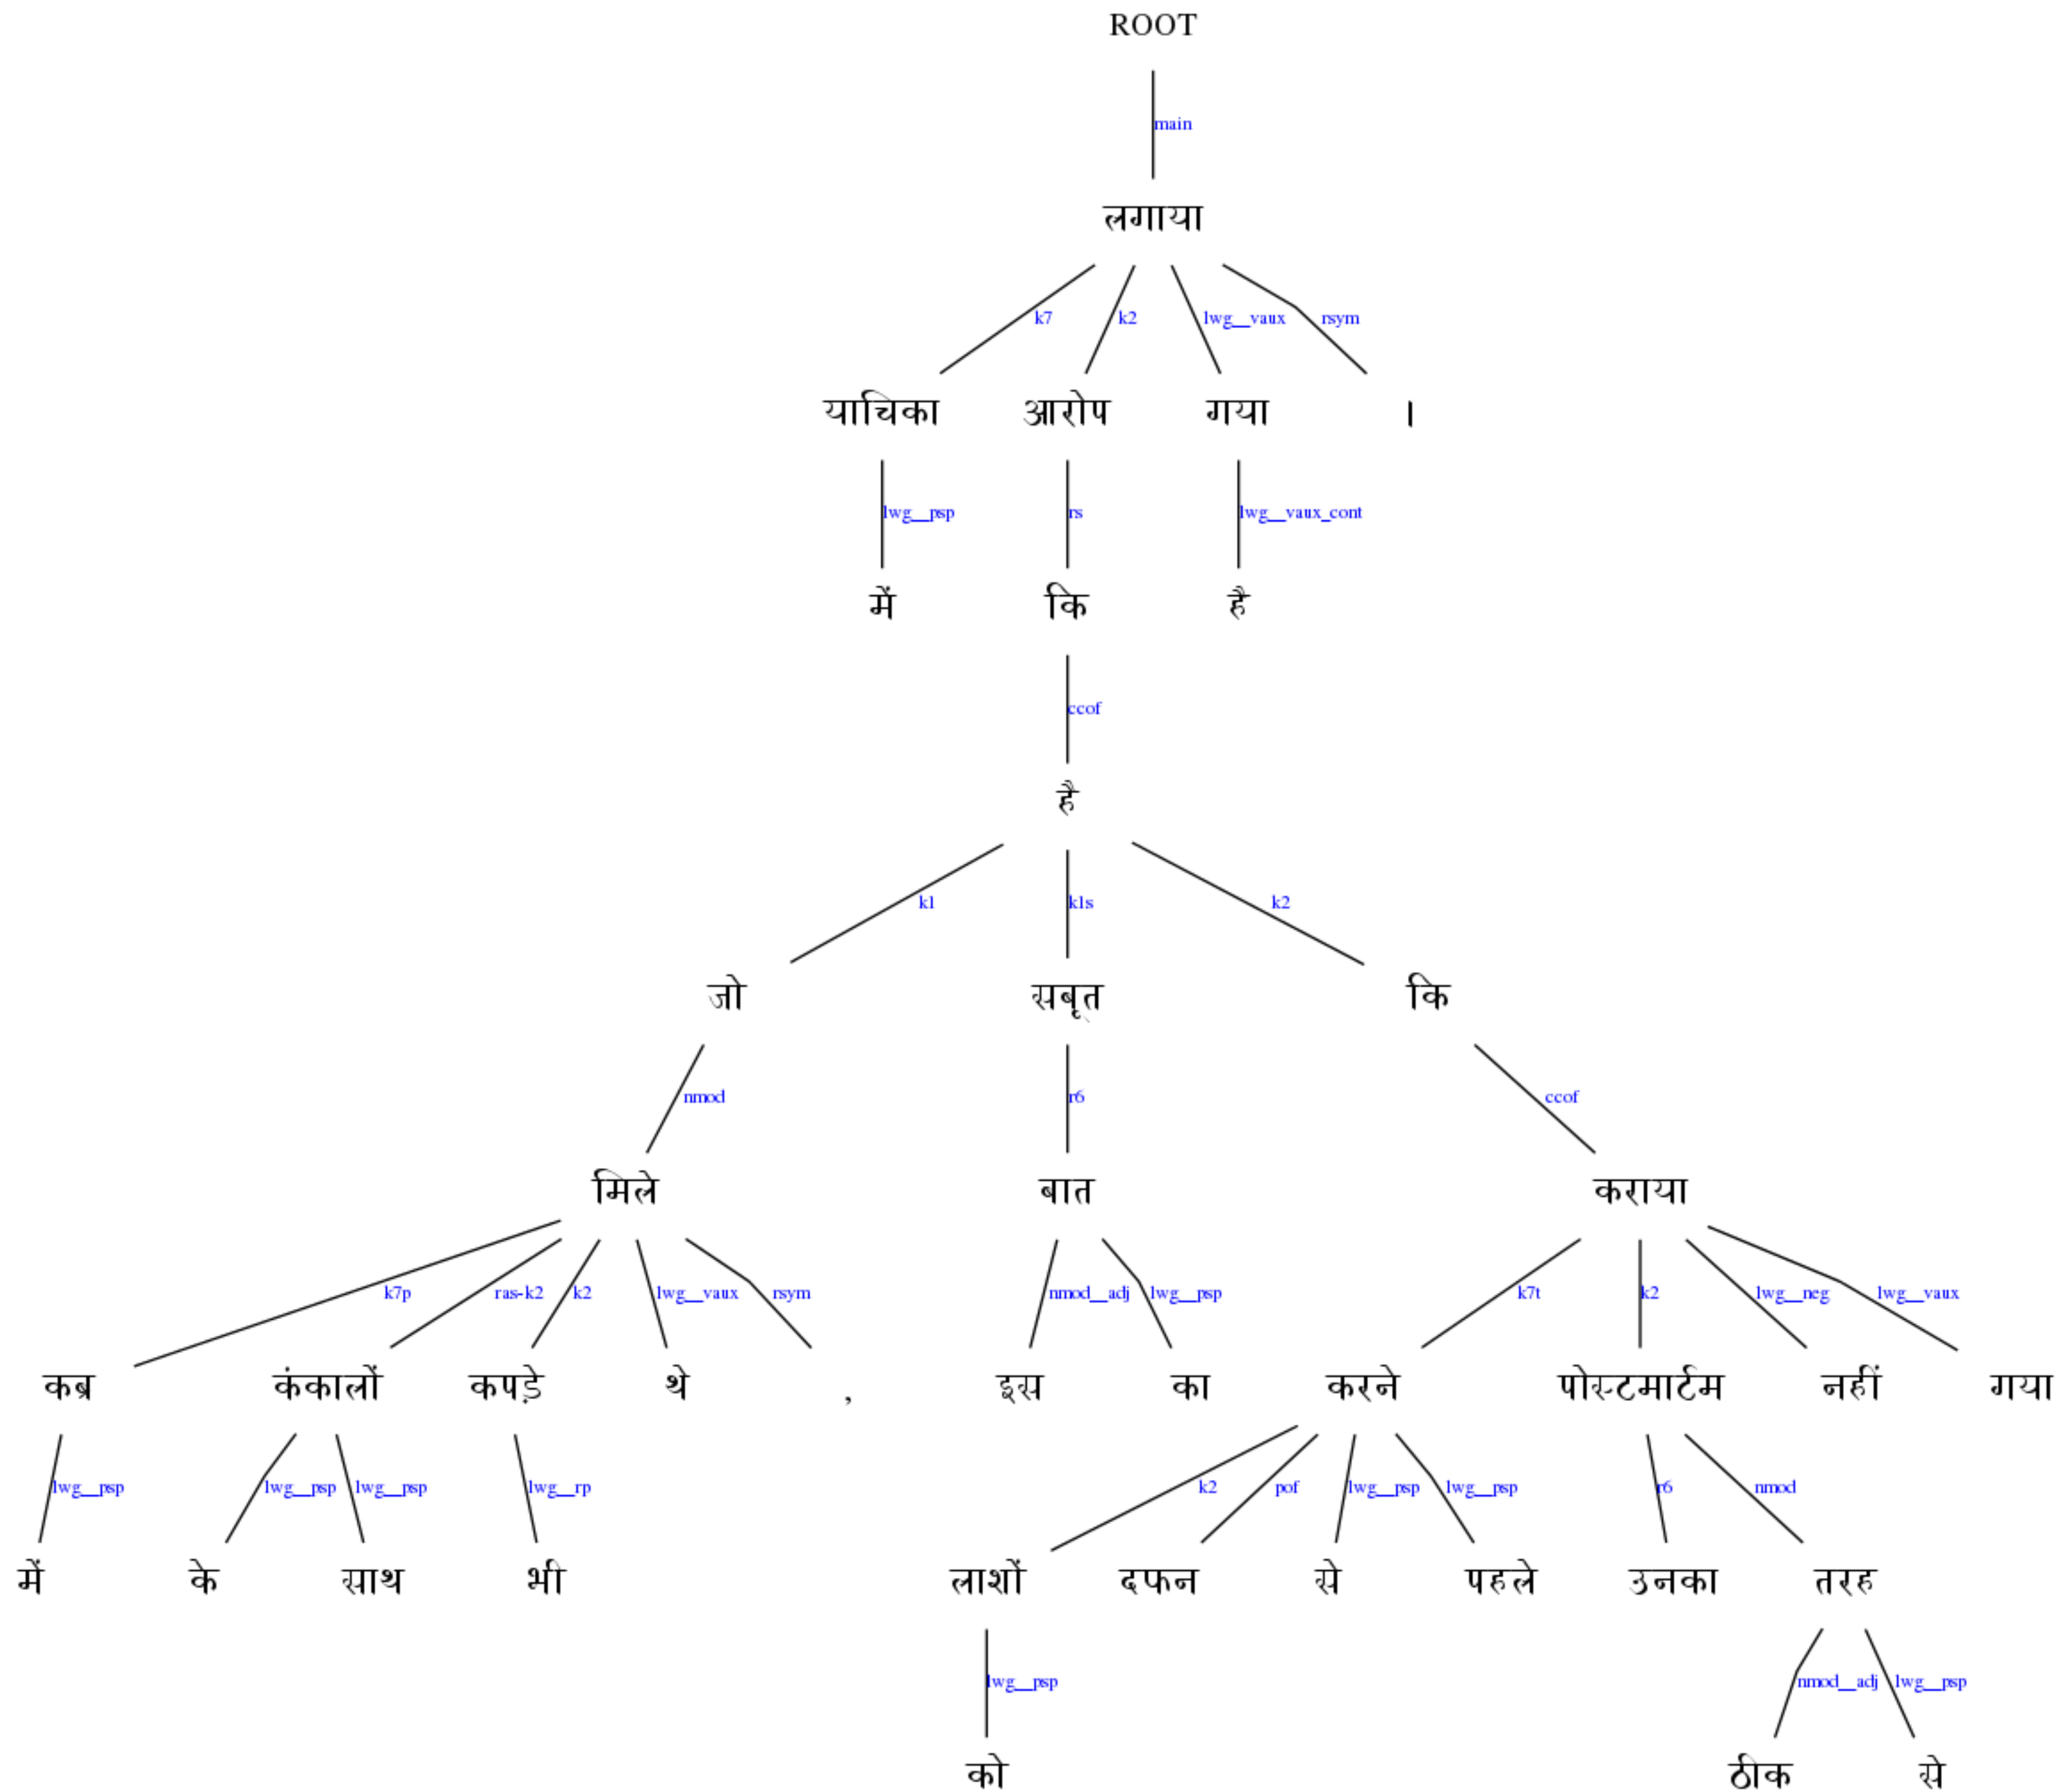 ROOT
main
लगाया
k7 k2 lwg__vaux rsym
याचिका आरोप गया ।
lwg__psp rs lwg__vaux_cont
में कि है
ccof
है
k1 k1s k2
जो सबूत कि
nmod r6 ccof
मिले बात कराया
k7p ras-k2 k2 lwg__vaux rsym nmod__adj lwg__psp k7t k2 lwg__neg lwg__vaux
कब्र कंकालों कपड़े थे , इस का करने पोस्टमार्टम नहीं गया
lwg__psp lwg__psp lwg__psp lwg__rp k2 pof lwg__psp lwg__psp r6 nmod
में के साथ भी लाशों दफन से पहले उनका तरह
lwg__psp nmod__adj lwg__psp
को ठीक से